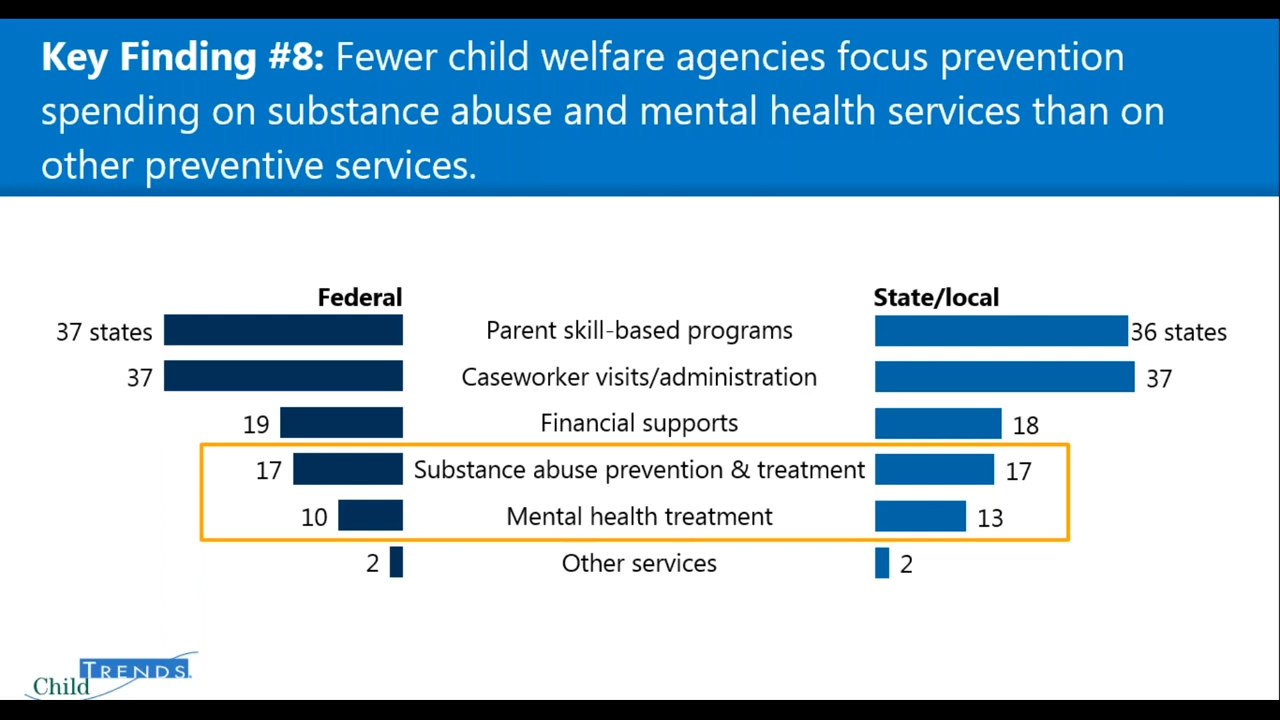 Key Finding #8: Fewer child welfare agencies focus prevention
spending on substance abuse and mental health services than on
other preventive services.
Federal State/local
37 states Parent skill-based programs 36 states
37 Caseworker visits/administration 37
19 Financial supports 18
17 Substance abuse prevention & treatment 17
10 Mental health treatment 13
2 Other services 2
Child TRENDS